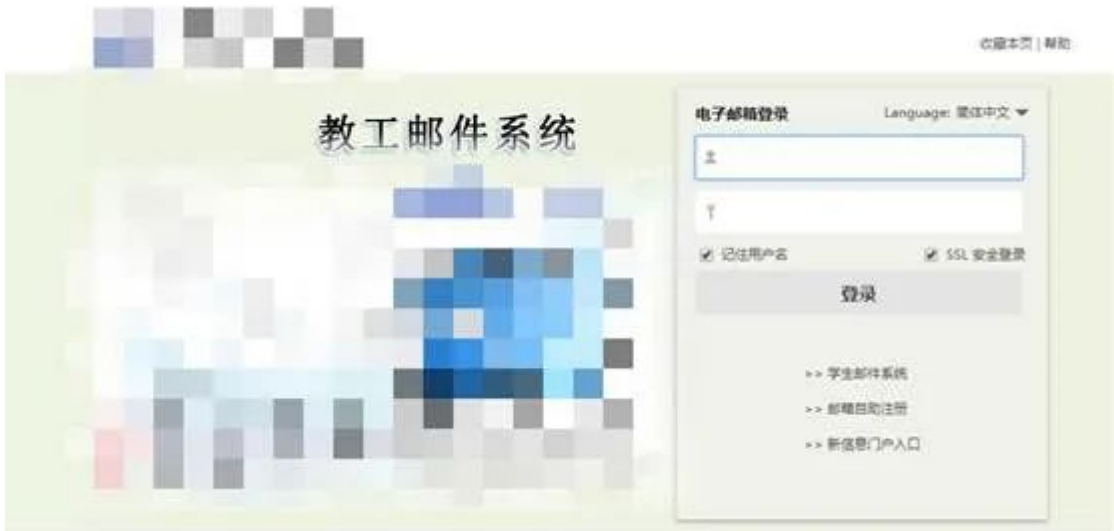 收藏本页 | 帮助
教工邮件系统
电子邮箱登录 Language: 简体中文
记住用户名 SSL 安全登录
登录
>> 学生邮件系统
>> 邮箱自助注册
>> 新信息门户入口